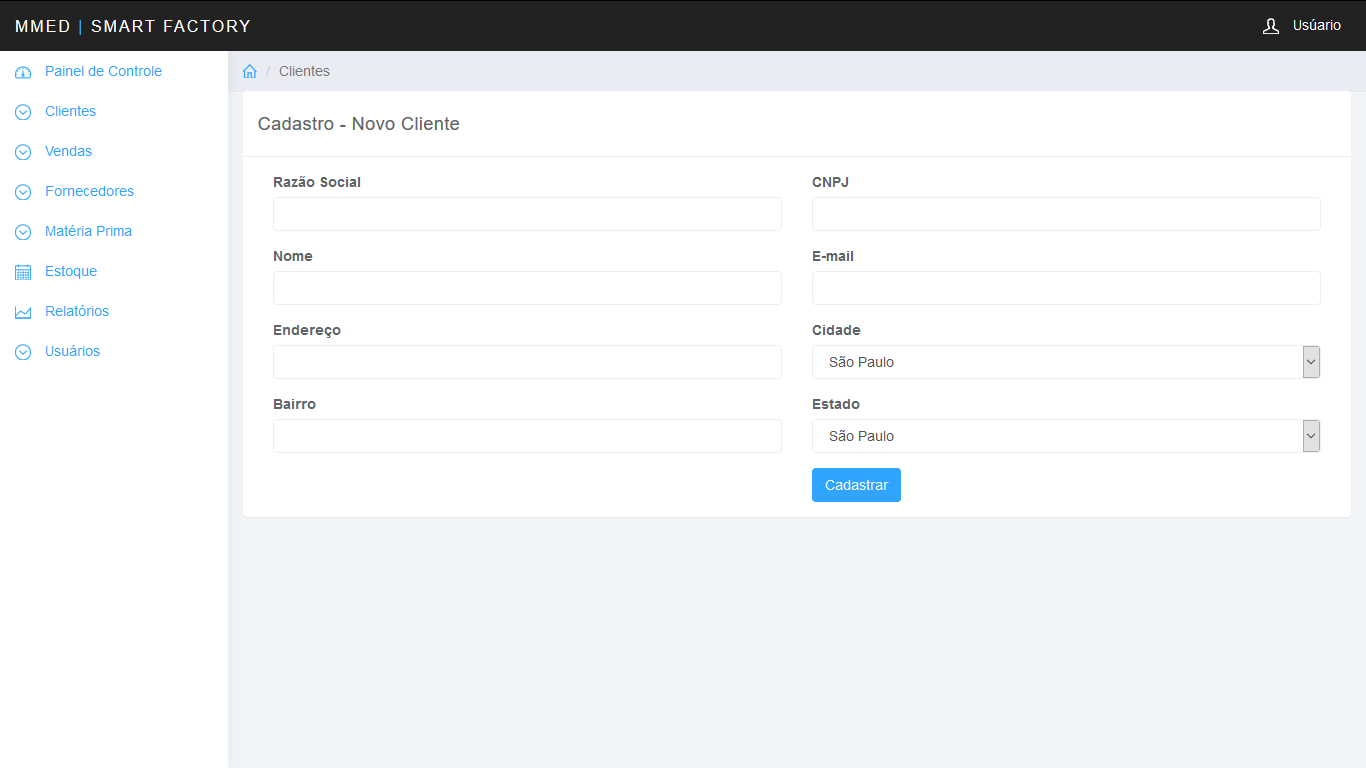 MMED | SMART FACTORY
Usúario
Painel de Controle
Clientes
Vendas
Fornecedores
Matéria Prima
Estoque
Relatórios
Usuários
/ Clientes
Cadastro - Novo Cliente
Razão Social
CNPJ
Nome
E-mail
Endereço
Cidade
São Paulo
Bairro
Estado
São Paulo
Cadastrar